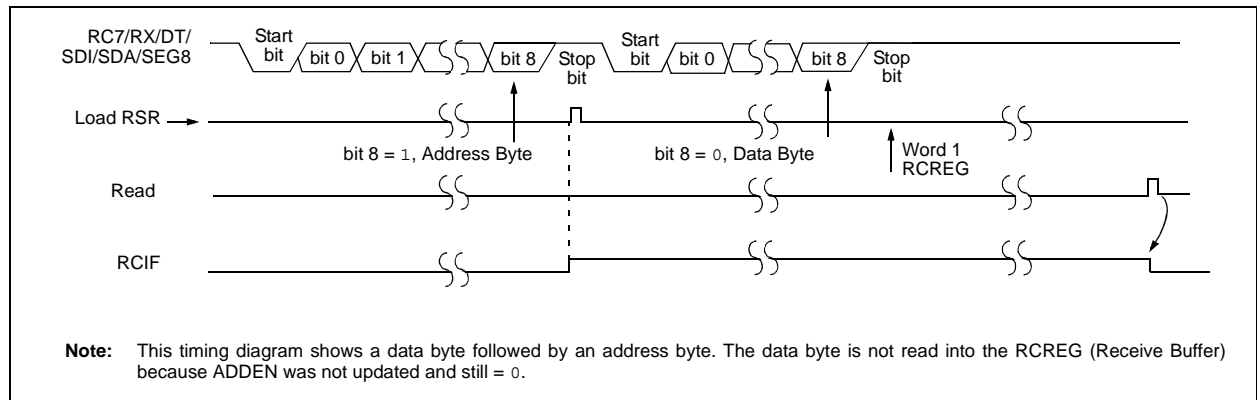 RC7/RX/DT/
SDI/SDA/SEG8
Start
bit
bit 0
bit 1
bit 8
Stop
bit
Start
bit
bit 0
bit 8
Stop
bit
Load RSR
bit 8 = 1, Address Byte
bit 8 = 0, Data Byte
Word 1
RCREG
Read
RCIF
Note: This timing diagram shows a data byte followed by an address byte. The data byte is not read into the RCREG (Receive Buffer)
because ADDEN was not updated and still = 0.